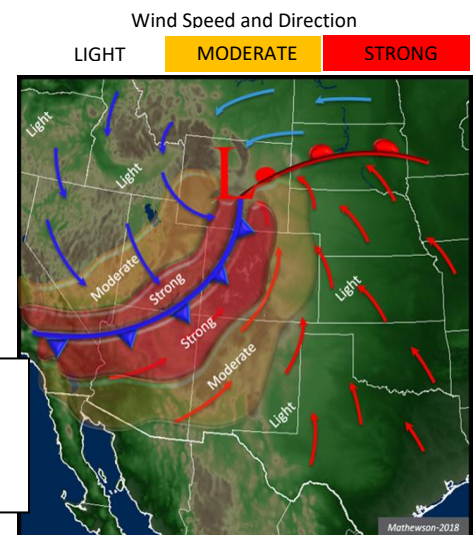 Wind Speed and Direction
LIGHT MODERATE STRONG
Light
Light
L
Moderate
Strong
Light
Strong
Moderate
Light
Mathewson-2018